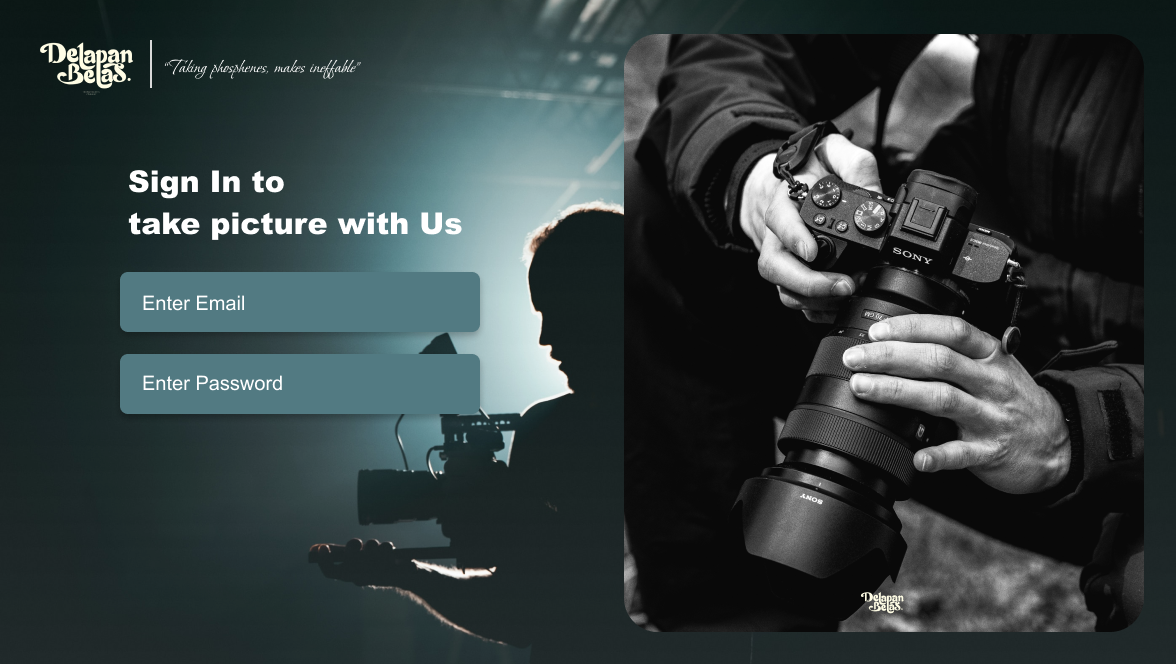 Delapan
Belas.
“Taking phosphenes, makes ineffable”
Sign In to
take picture with Us
Enter Email
Enter Password
SONY
SONY
Delapan
Belas.